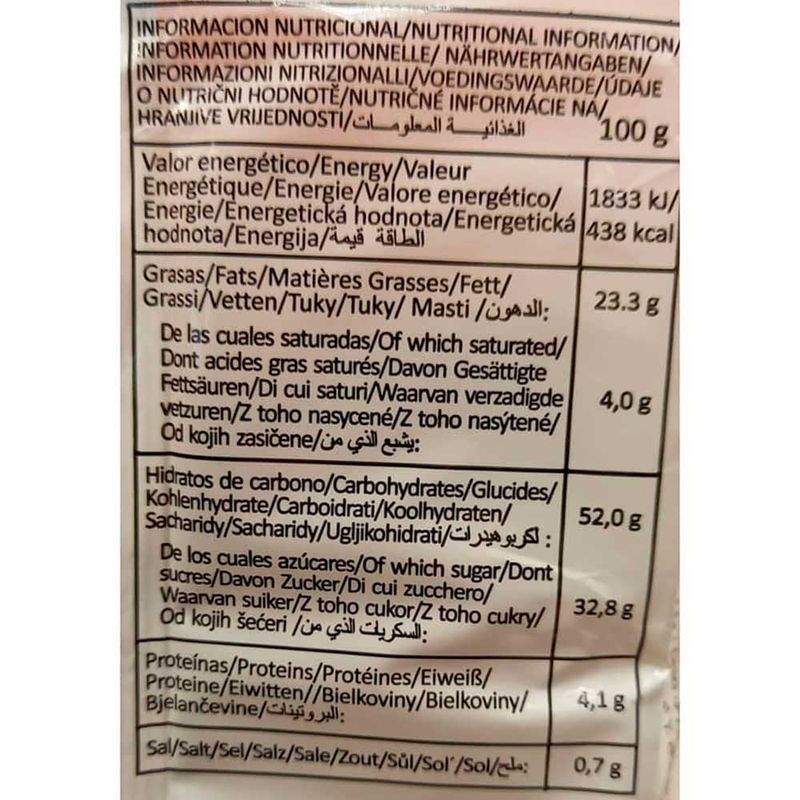 INFORMACION NUTRICIONAL/NUTRITIONAL INFORMATION/
INFORMATION NUTRITIONNELLE/ NÄHRWERTANGABEN/
INFORMAZIONI NITRIZIONALLI/VOEDINGSWAARDE/ÚDAJE
O NUTRIČNI HODNOTĚ/NUTRIČNÉ INFORMÁCIE NA/
HRANJIVE VRIJEDNOSTI/الغذائيـــة المعلومـــات
100 g
Valor energético/Energy/Valeur
Energétique/Energie/Valore energético/
Energie/Energetická hodnota/Energetická
hodnota/Energija/الطاقة قيمة
1833 kJ/
438 kcal
Grasas/Fats/Matières Grasses/Fett/
Grassi/Vetten/Tuky/Tuky/ Masti /الدهون:
23.3 g
De las cuales saturadas/Of which saturated/
Dont acides gras saturés/Davon Gesättigte
Fettsäuren/Di cui saturi/Waarvan verzadigde
vetzuren/Z toho nasycené/Z toho nasýtené/
Od kojih zasičene/يشبع الذي من:
4,0 g
Hidratos de carbono/Carbohydrates/Glucides/
Kohlenhydrate/Carboidrati/Koolhydraten/
Sacharidy/Sacharidy/Ugljikohidrati/لكربوهيدرات :
52,0 g
De los cuales azúcares/Of which sugar/Dont
sucres/Davon Zucker/Di cui zucchero/
Waarvan suiker/Z toho cukor/Z toho cukry/
Od kojih šećeri /السكريات الذي من:
32,8 g
Proteínas/Proteins/Protéines/Eiweiß/
Proteine/Eiwitten//Bielkoviny/Bielkoviny/
Bjelančevine/البروتينات:
4,1 g
Sal/Salt/Sel/Salz/Sale/Zout/Sůl/Sol´/Sol/ملح:
0,7 g